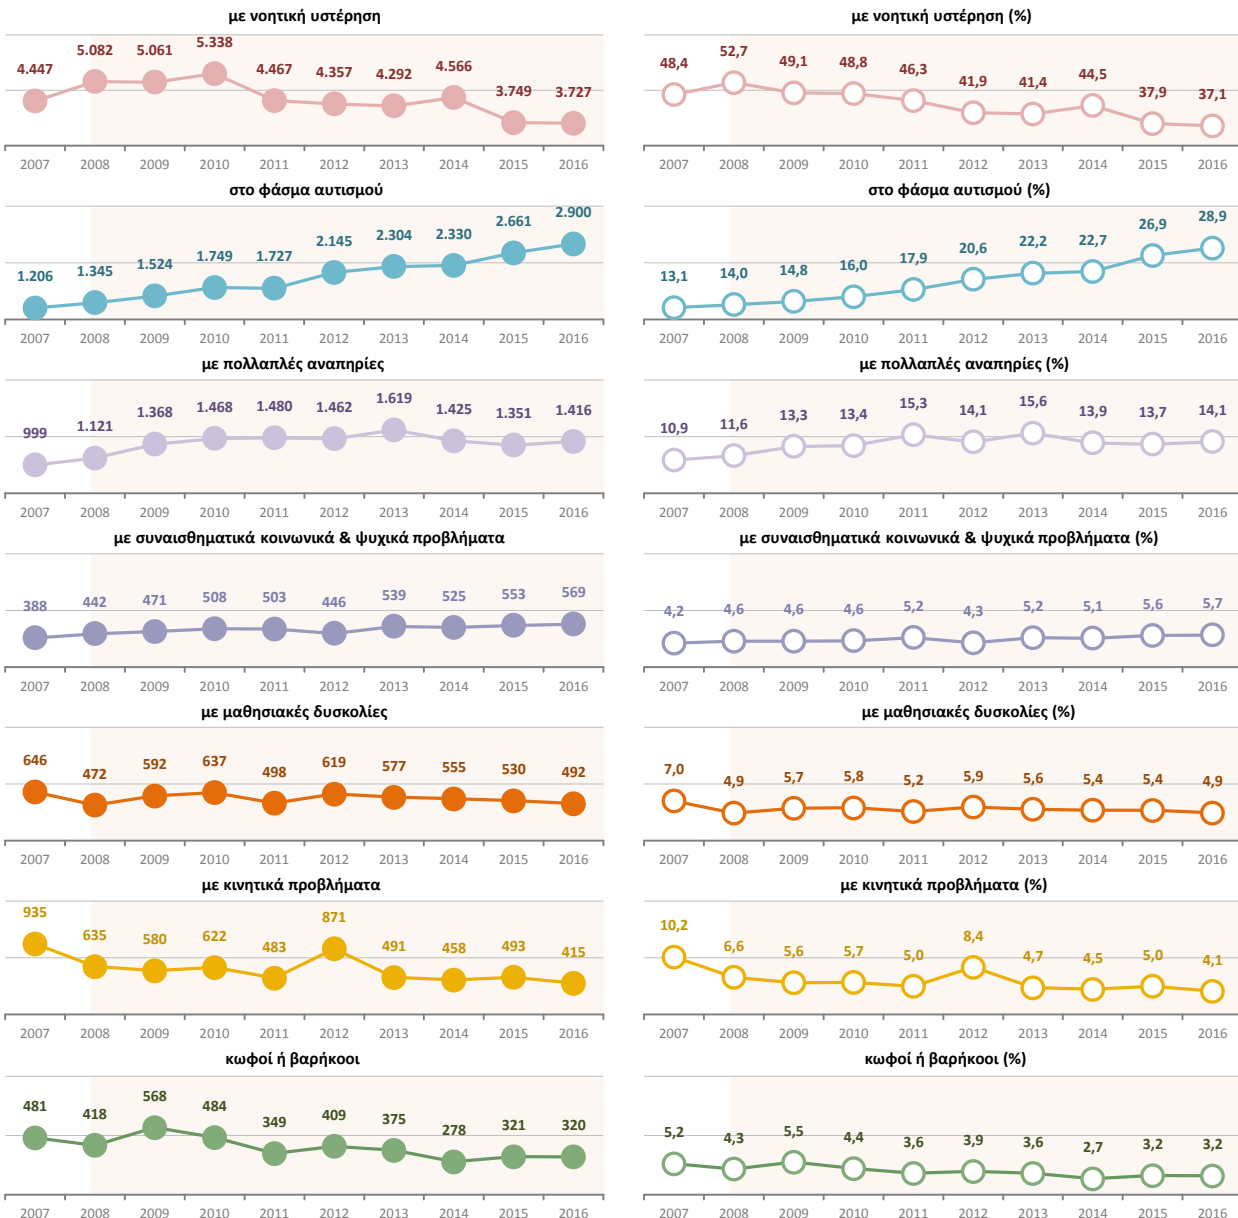 με νοητική υστέρηση
4.447 5.082 5.061 5.338 4.467 4.357 4.292 4.566 3.749 3.727
2007 2008 2009 2010 2011 2012 2013 2014 2015 2016
με νοητική υστέρηση (%)
48,4 52,7 49,1 48,8 46,3 41,9 41,4 44,5 37,9 37,1
2007 2008 2009 2010 2011 2012 2013 2014 2015 2016
στο φάσμα αυτισμού
1.206 1.345 1.524 1.749 1.727 2.145 2.304 2.330 2.661 2.900
2007 2008 2009 2010 2011 2012 2013 2014 2015 2016
στο φάσμα αυτισμού (%)
13,1 14,0 14,8 16,0 17,9 20,6 22,2 22,7 26,9 28,9
2007 2008 2009 2010 2011 2012 2013 2014 2015 2016
με πολλαπλές αναπηρίες
999 1.121 1.368 1.468 1.480 1.462 1.619 1.425 1.351 1.416
2007 2008 2009 2010 2011 2012 2013 2014 2015 2016
με πολλαπλές αναπηρίες (%)
10,9 11,6 13,3 13,4 15,3 14,1 15,6 13,9 13,7 14,1
2007 2008 2009 2010 2011 2012 2013 2014 2015 2016
με συναισθηματικά κοινωνικά & ψυχικά προβλήματα
388 442 471 508 503 446 539 525 553 569
2007 2008 2009 2010 2011 2012 2013 2014 2015 2016
με συναισθηματικά κοινωνικά & ψυχικά προβλήματα (%)
4,2 4,6 4,6 4,6 5,2 4,3 5,2 5,1 5,6 5,7
2007 2008 2009 2010 2011 2012 2013 2014 2015 2016
με μαθησιακές δυσκολίες
646 472 592 637 498 619 577 555 530 492
2007 2008 2009 2010 2011 2012 2013 2014 2015 2016
με μαθησιακές δυσκολίες (%)
7,0 4,9 5,7 5,8 5,2 5,9 5,6 5,4 5,4 4,9
2007 2008 2009 2010 2011 2012 2013 2014 2015 2016
με κινητικά προβλήματα
935 635 580 622 483 871 491 458 493 415
2007 2008 2009 2010 2011 2012 2013 2014 2015 2016
με κινητικά προβλήματα (%)
10,2 6,6 5,6 5,7 5,0 8,4 4,7 4,5 5,0 4,1
2007 2008 2009 2010 2011 2012 2013 2014 2015 2016
κωφοί ή βαρήκοοι
481 418 568 484 349 409 375 278 321 320
2007 2008 2009 2010 2011 2012 2013 2014 2015 2016
κωφοί ή βαρήκοοι (%)
5,2 4,3 5,5 4,4 3,6 3,9 3,6 2,7 3,2 3,2
2007 2008 2009 2010 2011 2012 2013 2014 2015 2016